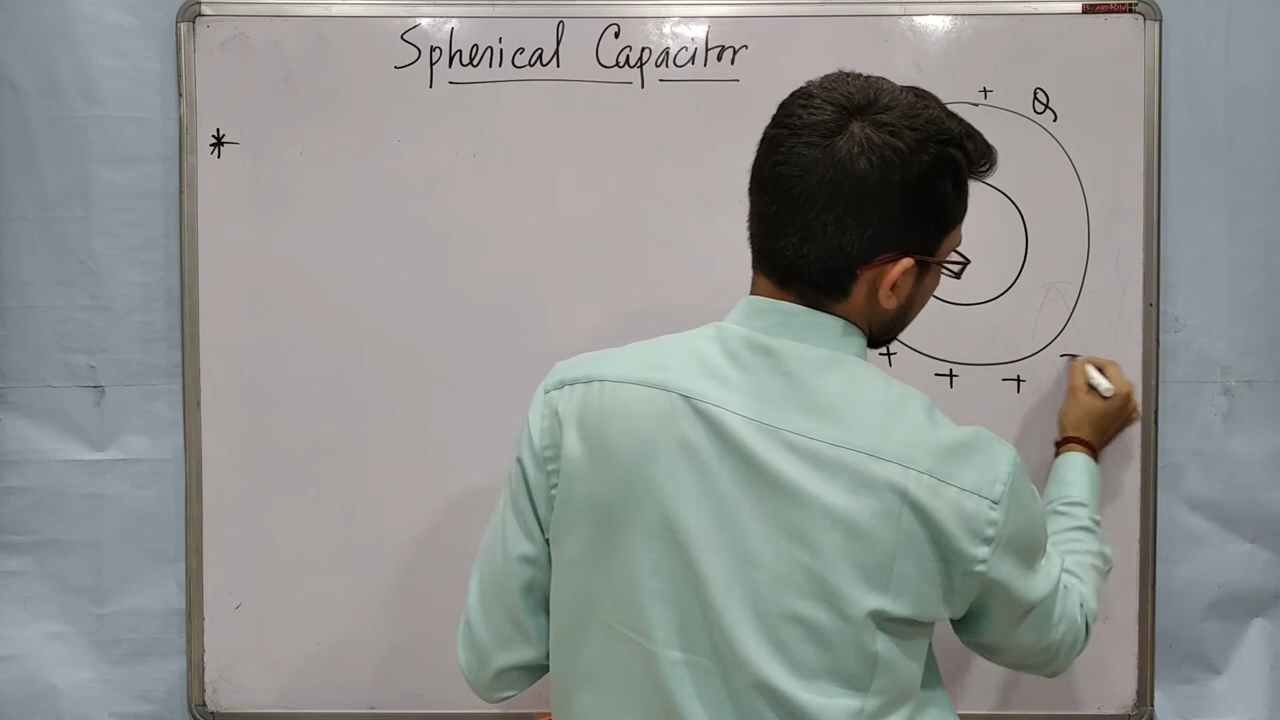 Spherical Capacitor
*
+ Q
+ + +